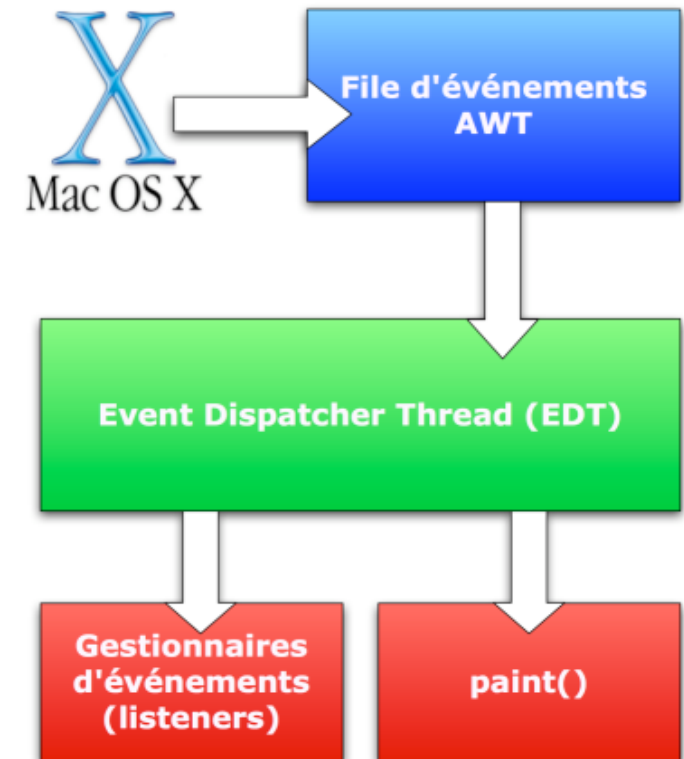 Mac OS X
File d'événements
AWT
Event Dispatcher Thread (EDT)
Gestionnaires
d'événements
(listeners)
paint()